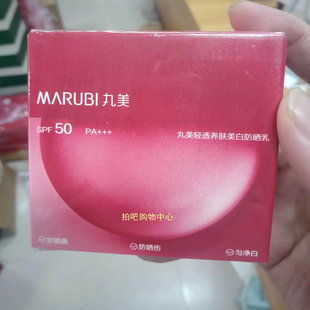 MARUBI 丸美
SPF 50 PA+++
丸美轻透养肤美白防晒乳
拍吧购物中心
防晒黑
防晒伤
匀净白